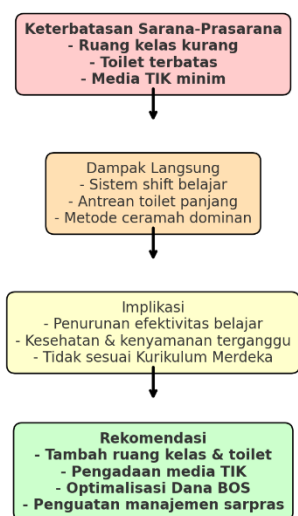 Keterbatasan Sarana-Prasarana
- Ruang kelas kurang
- Toilet terbatas
- Media TIK minim
Dampak Langsung
- Sistem shift belajar
- Antrean toilet panjang
- Metode ceramah dominan
Implikasi
- Penurunan efektivitas belajar
- Kesehatan & kenyamanan terganggu
- Tidak sesuai Kurikulum Merdeka
Rekomendasi
- Tambah ruang kelas & toilet
- Pengadaan media TIK
- Optimalisasi Dana BOS
- Penguatan manajemen sarpras